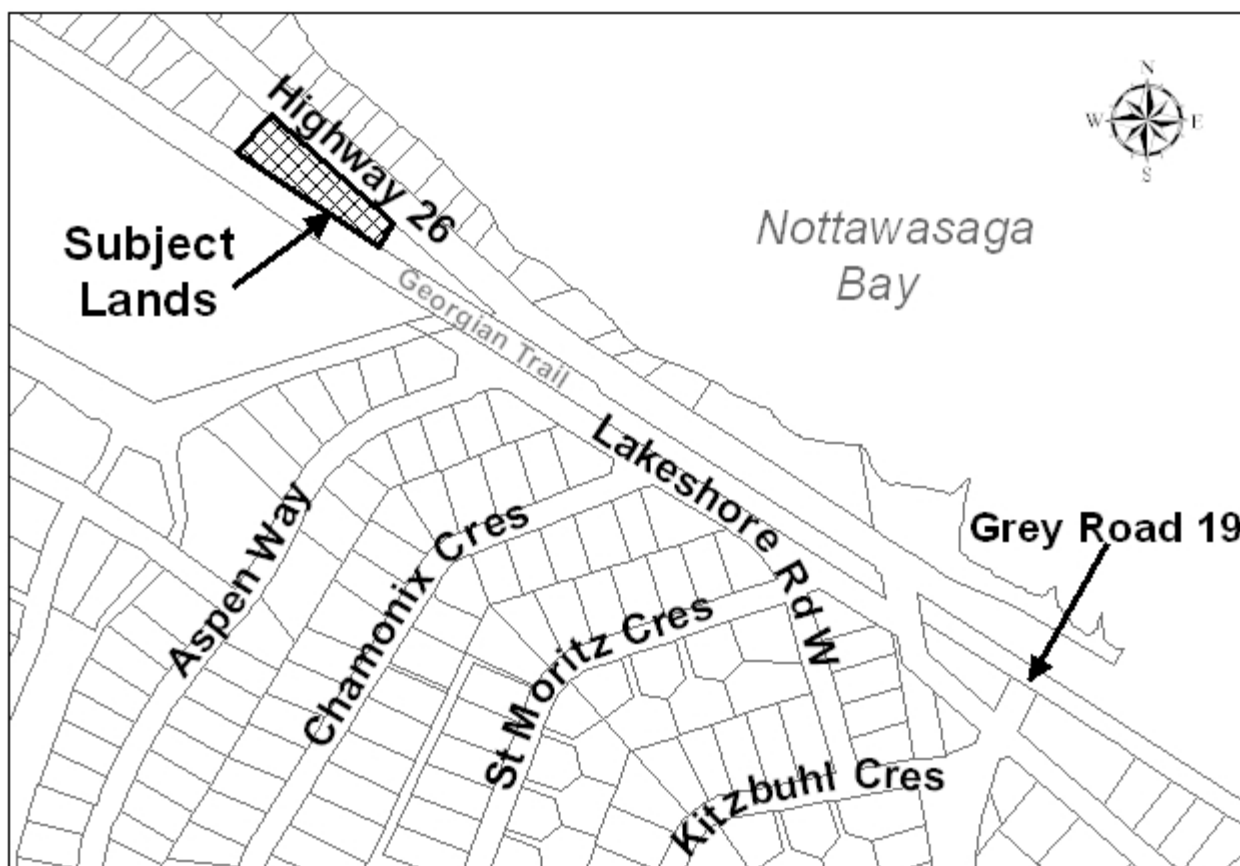 N
W E
S
Highway 26
Subject
Lands
Nottawasaga
Bay
Georgian Trail
Lakeshore Rd W
Grey Road 19
Aspen Way
Chamonix Cres
St Moritz Cres
Kitzbuhl Cres